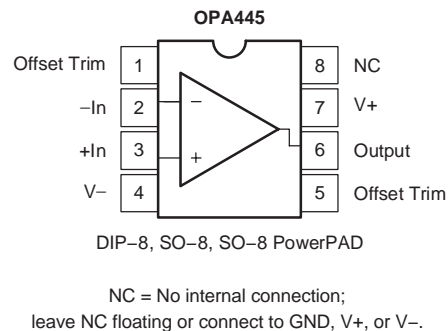 OPA445
Offset Trim 1 8 NC
−In 2 − 7 V+
+In 3 + 6 Output
V− 4 5 Offset Trim
DIP−8, SO−8, SO−8 PowerPAD
NC = No internal connection;
leave NC floating or connect to GND, V+, or V−.